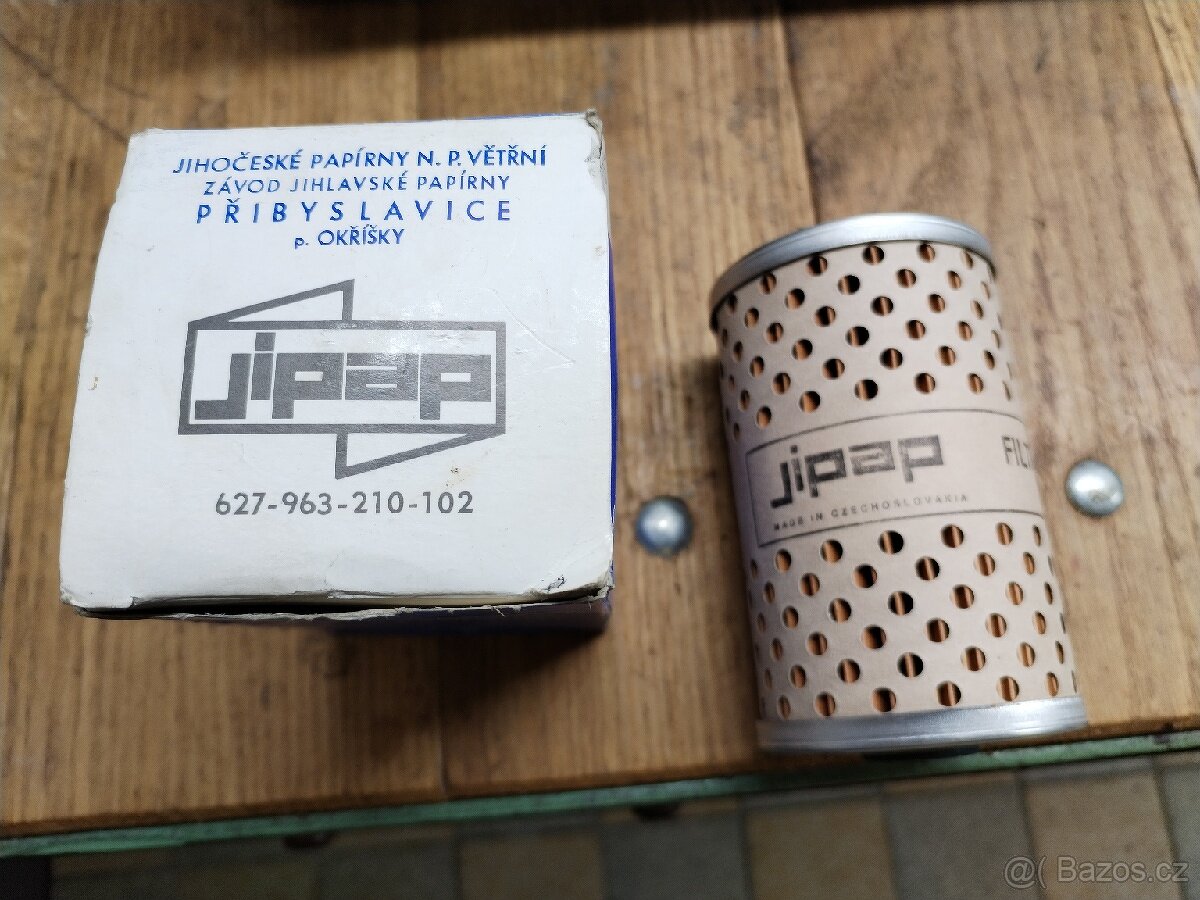 JIHOČESKÉ PAPÍRNY N. P. VĚTŘNÍ
ZÁVOD JIHLAVSKÉ PAPÍRNY
PŘIBYSLAVICE
p. OKŘÍŠKY
jipap
627-963-210-102
jipap
FILT
MADE IN CZECHOSLOVAKIA
@( Bazos.cz